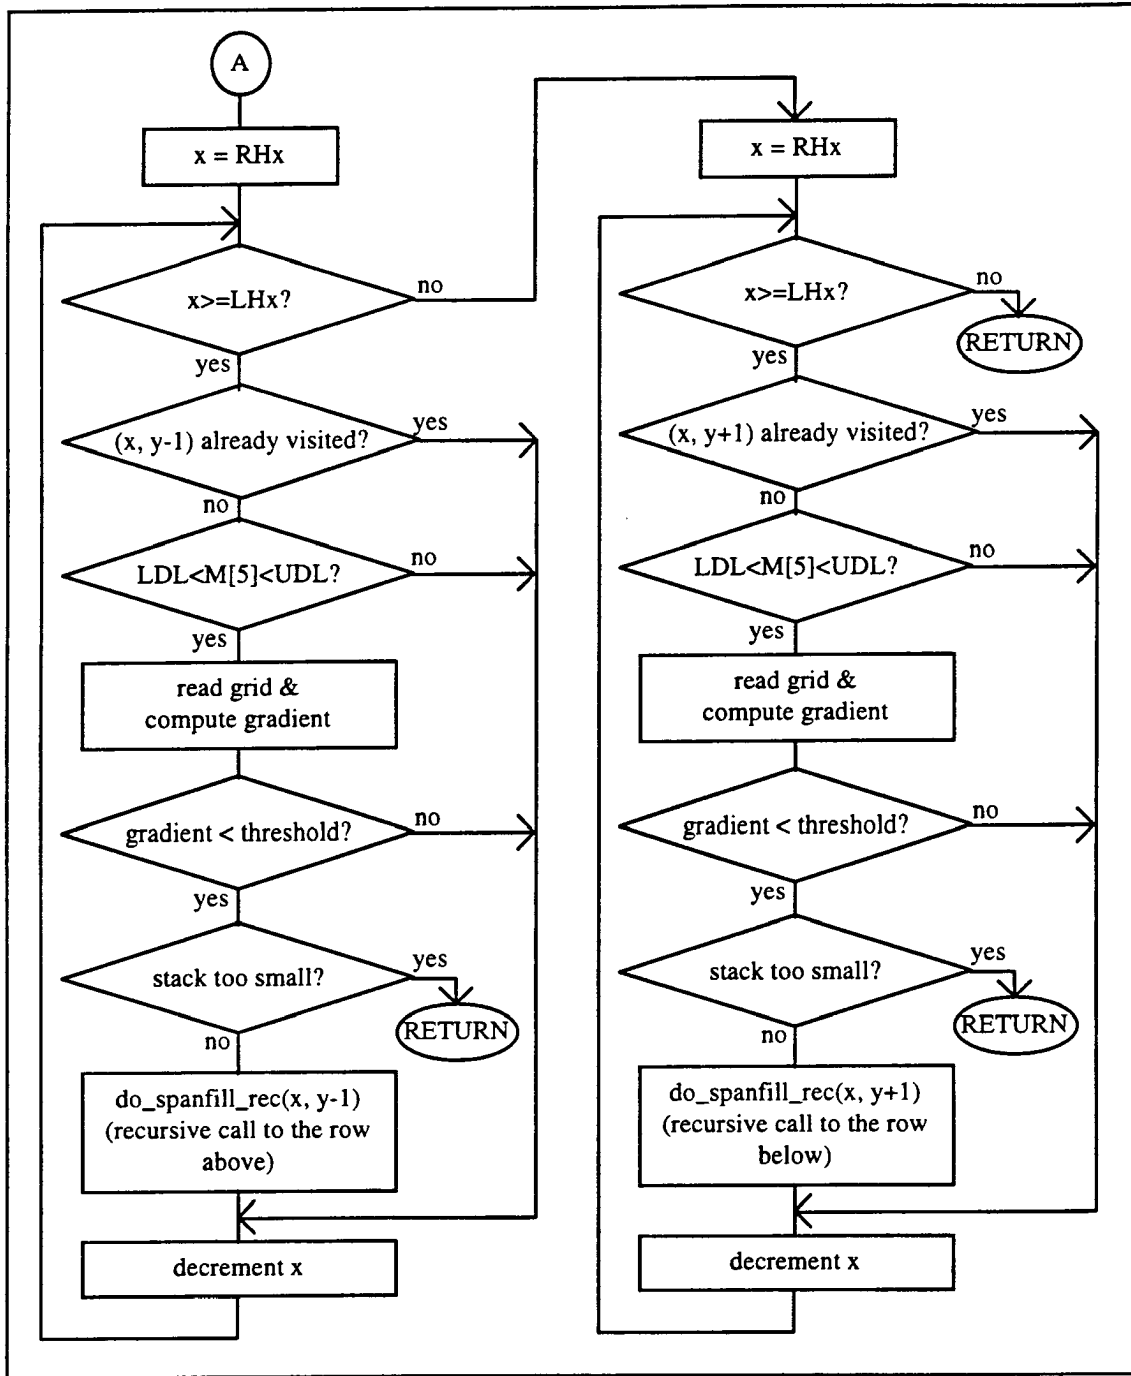 A
x = RHx
x>=LHx?
no
yes
(x, y-1) already visited?
yes
no
LDL<M[5]<UDL?
no
yes
read grid &
compute gradient
gradient < threshold?
no
yes
stack too small?
yes
RETURN
no
do_spanfill_rec(x, y-1)
(recursive call to the row
above)
decrement x
x = RHx
x>=LHx?
no
RETURN
yes
(x, y+1) already visited?
yes
no
LDL<M[5]<UDL?
no
yes
read grid &
compute gradient
gradient < threshold?
no
yes
stack too small?
yes
RETURN
no
do_spanfill_rec(x, y+1)
(recursive call to the row
below)
decrement x